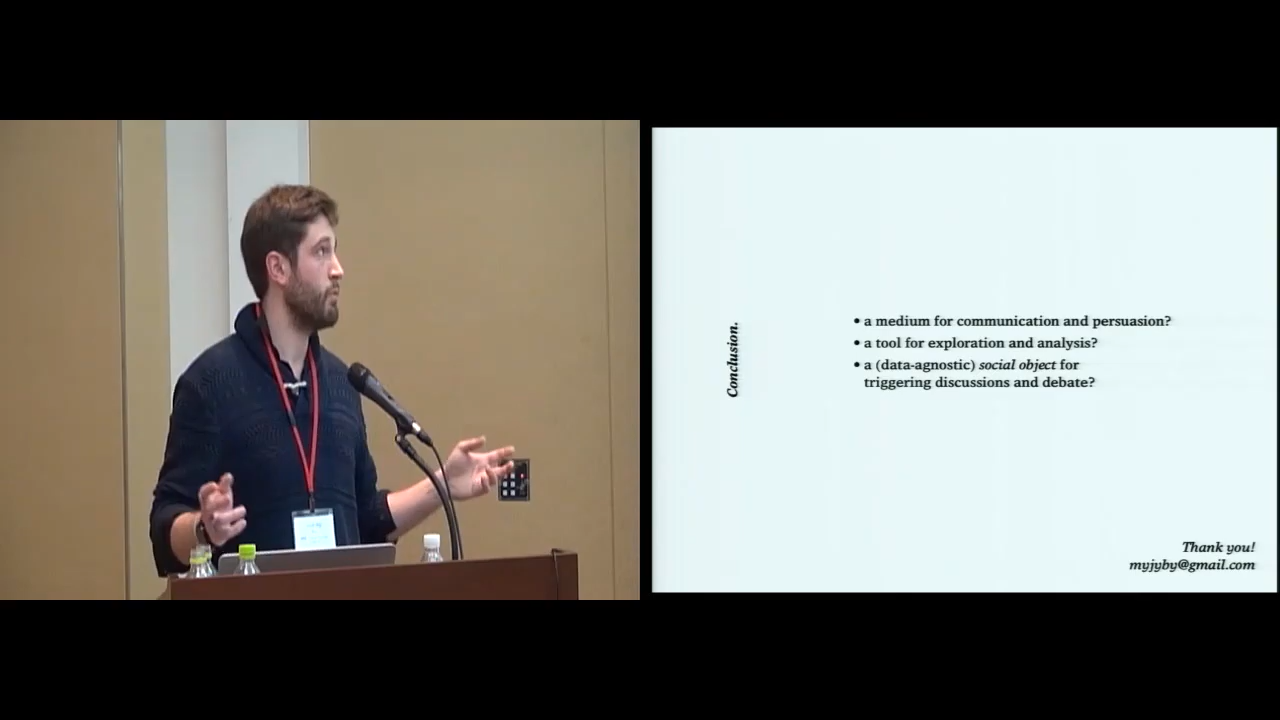 Conclusion.
• a medium for communication and persuasion?
• a tool for exploration and analysis?
• a (data-agnostic) social object for
triggering discussions and debate?
Thank you!
myjyby@gmail.com